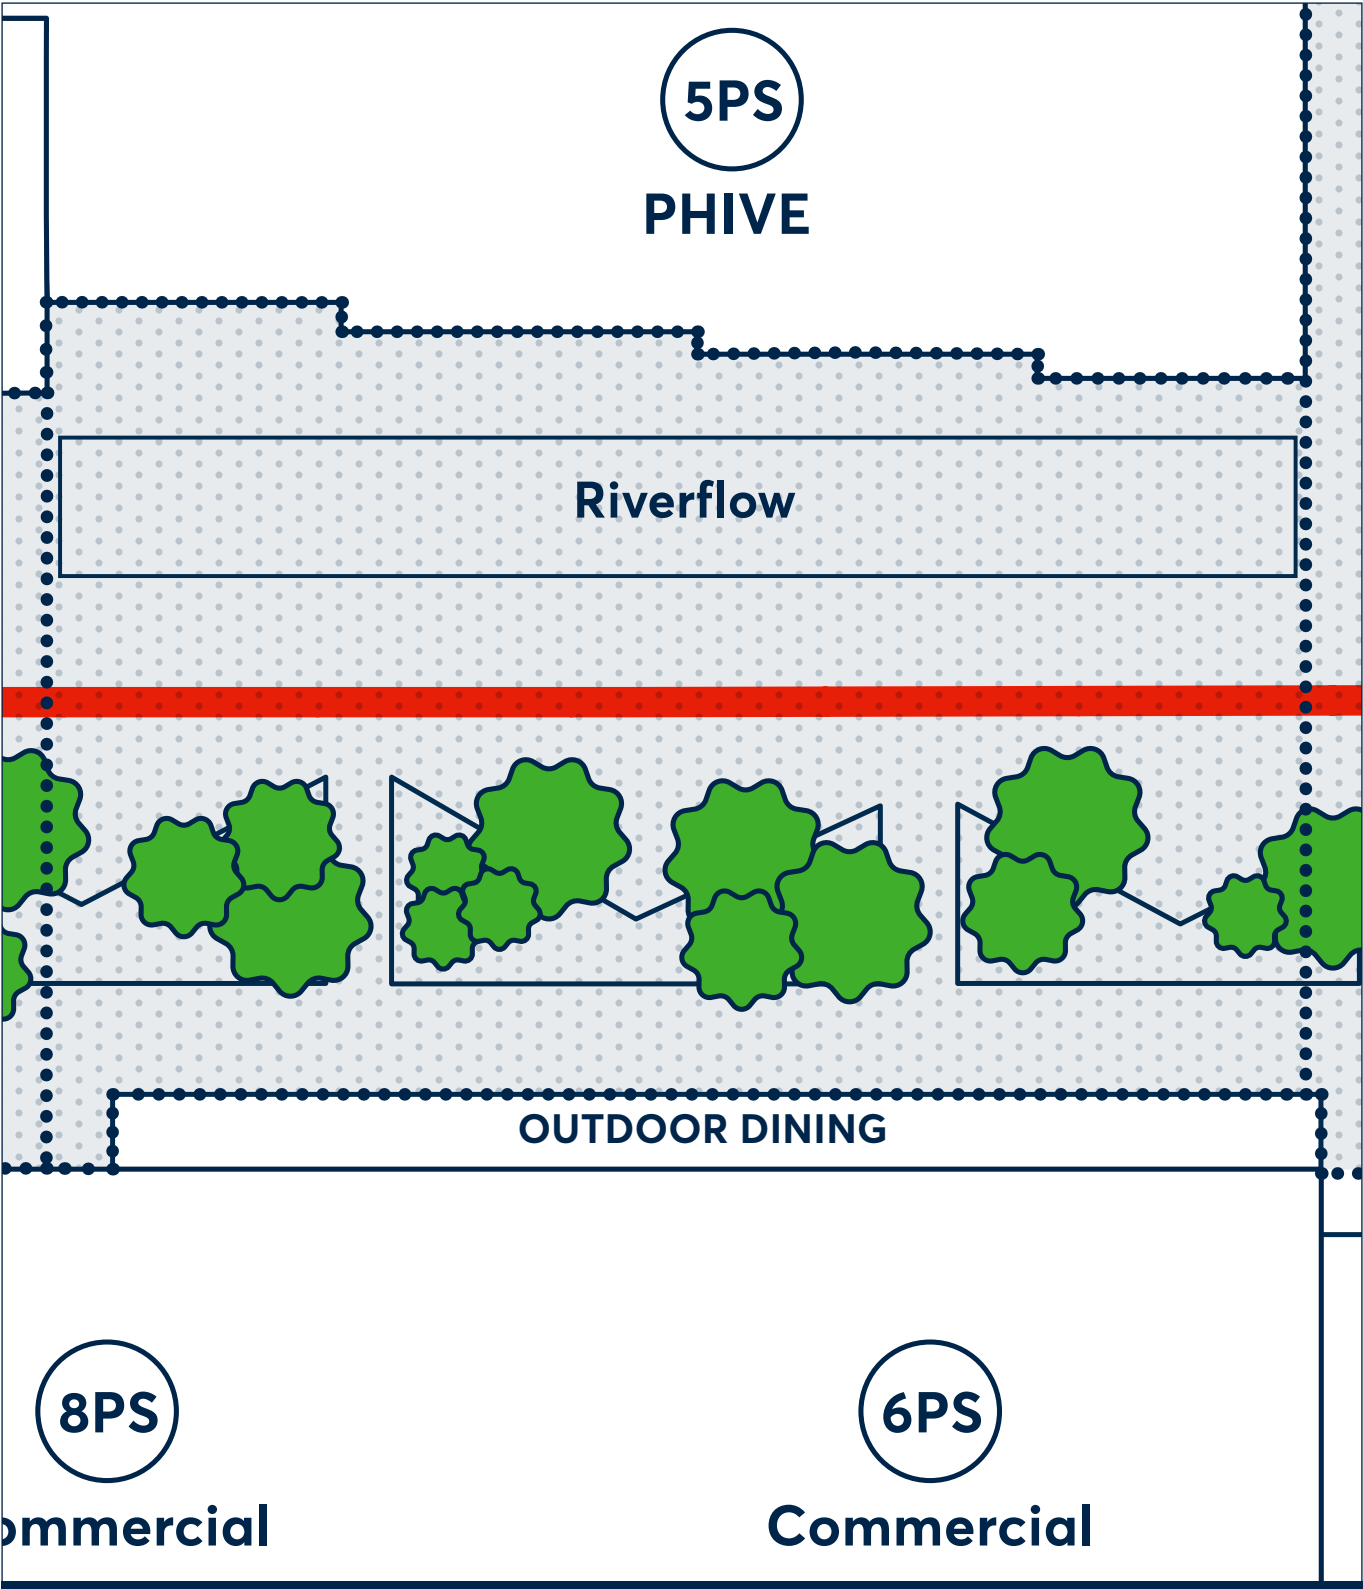 5PS
PHIVE
Riverflow
OUTDOOR DINING
8PS
ommercial
6PS
Commercial